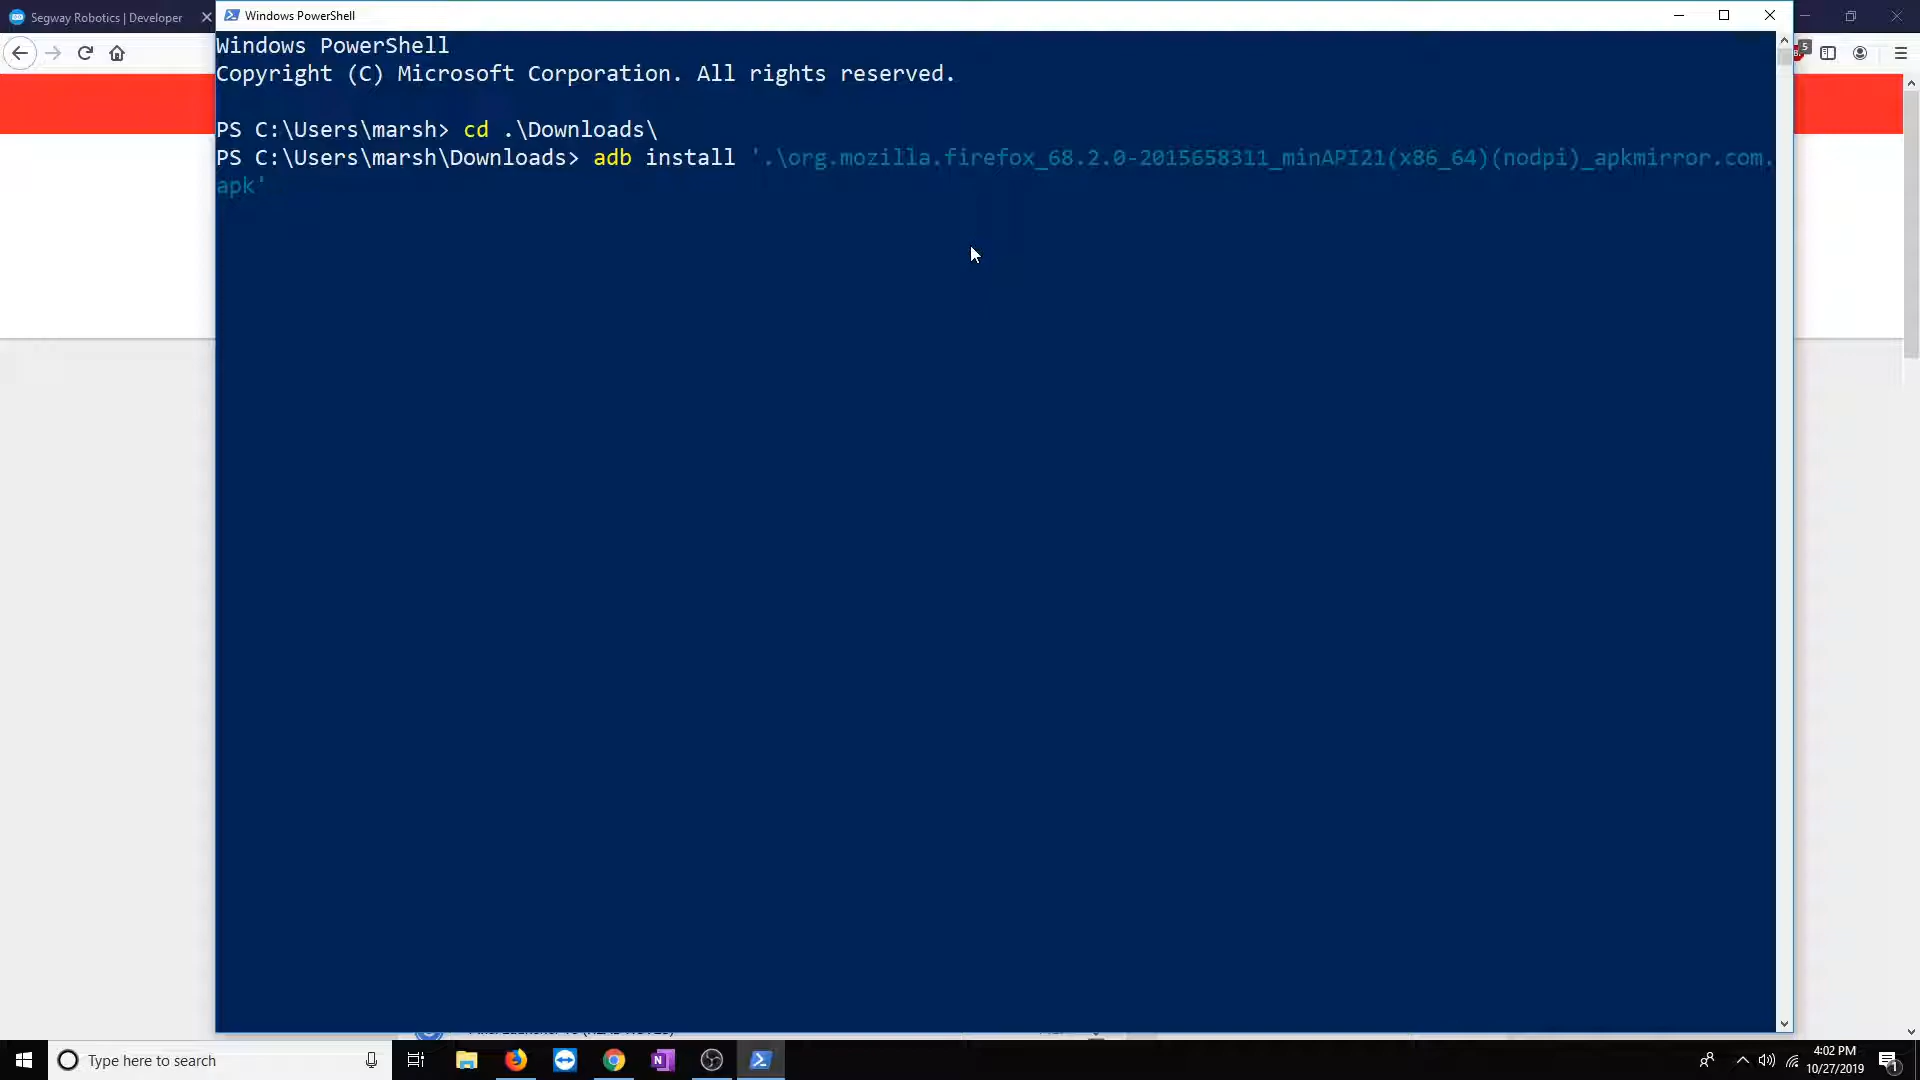 Segway Robotics | Developer
Windows PowerShell
5
Windows PowerShell
Copyright (C) Microsoft Corporation. All rights reserved.
PS C:\Users\marsh> cd .\Downloads\
PS C:\Users\marsh\Downloads> adb install '.\org.mozilla.firefox_68.2.0-2015658311_minAPI21(x86_64)(nodpi)_apkmirror.com.
apk'
Type here to search
4:02 PM
10/27/2019
1